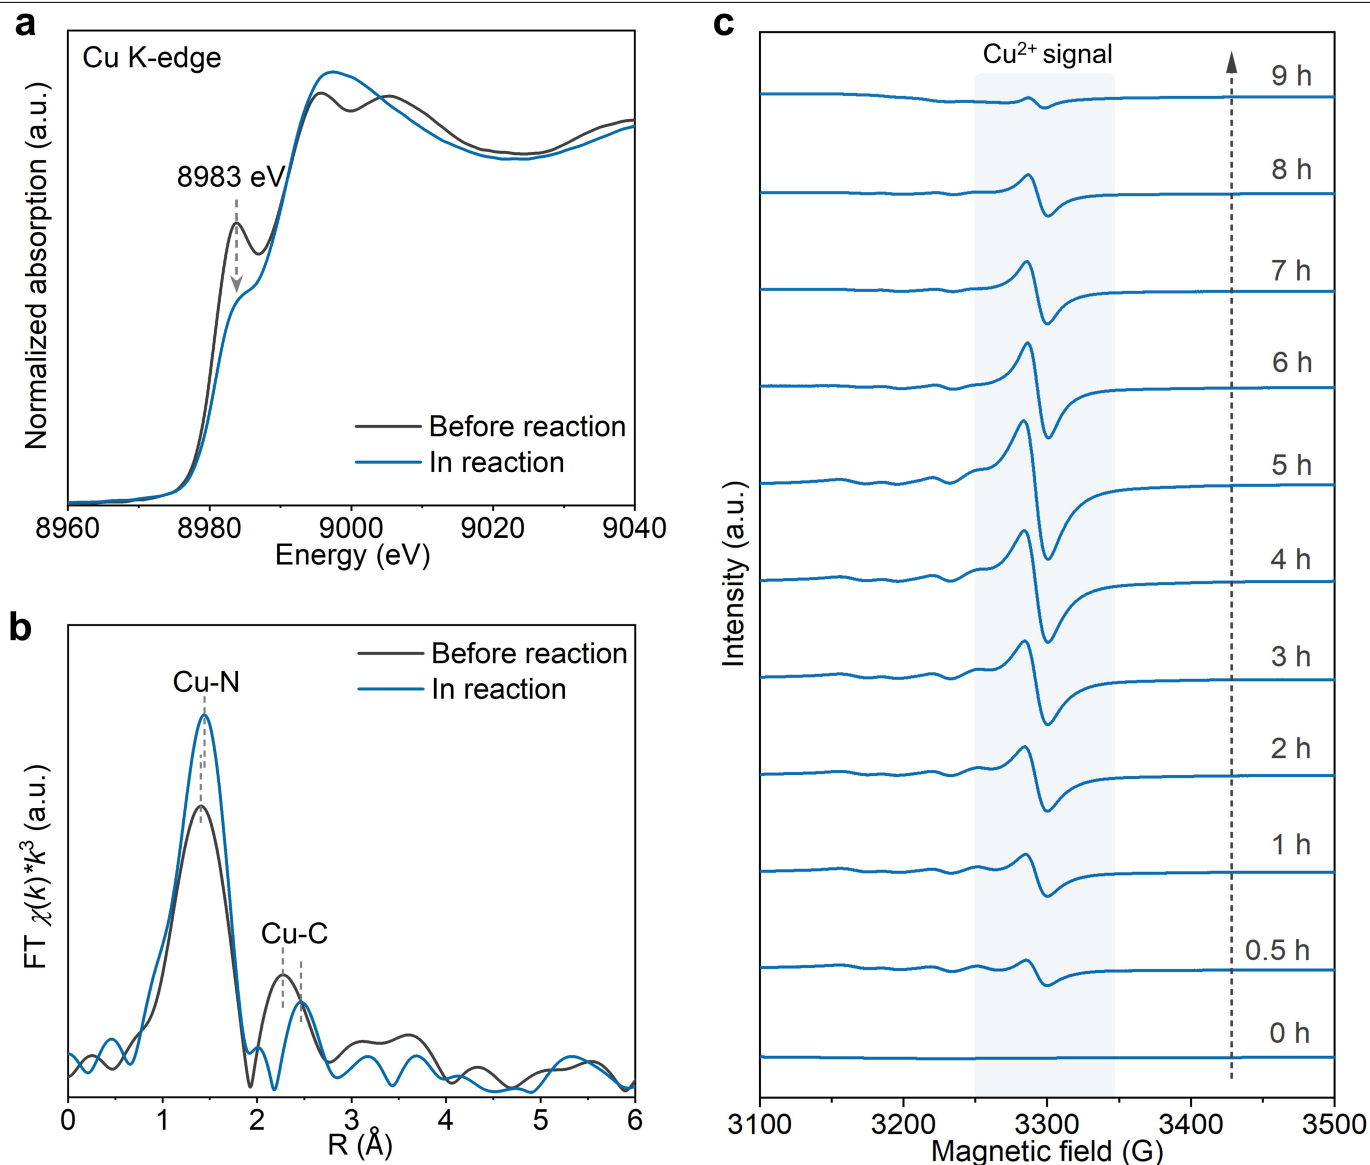 a
Cu K-edge
8983 eV
Before reaction
In reaction
Normalized absorption (a.u.)
8960 8980 9000 9020 9040
Energy (eV)
b
Before reaction
In reaction
Cu-N
Cu-C
FT χ(k)*k³ (a.u.)
0 1 2 3 4 5 6
R (Å)
c
Cu²⁺ signal
9 h
8 h
7 h
6 h
5 h
4 h
3 h
2 h
1 h
0.5 h
0 h
Intensity (a.u.)
3100 3200 3300 3400 3500
Magnetic field (G)